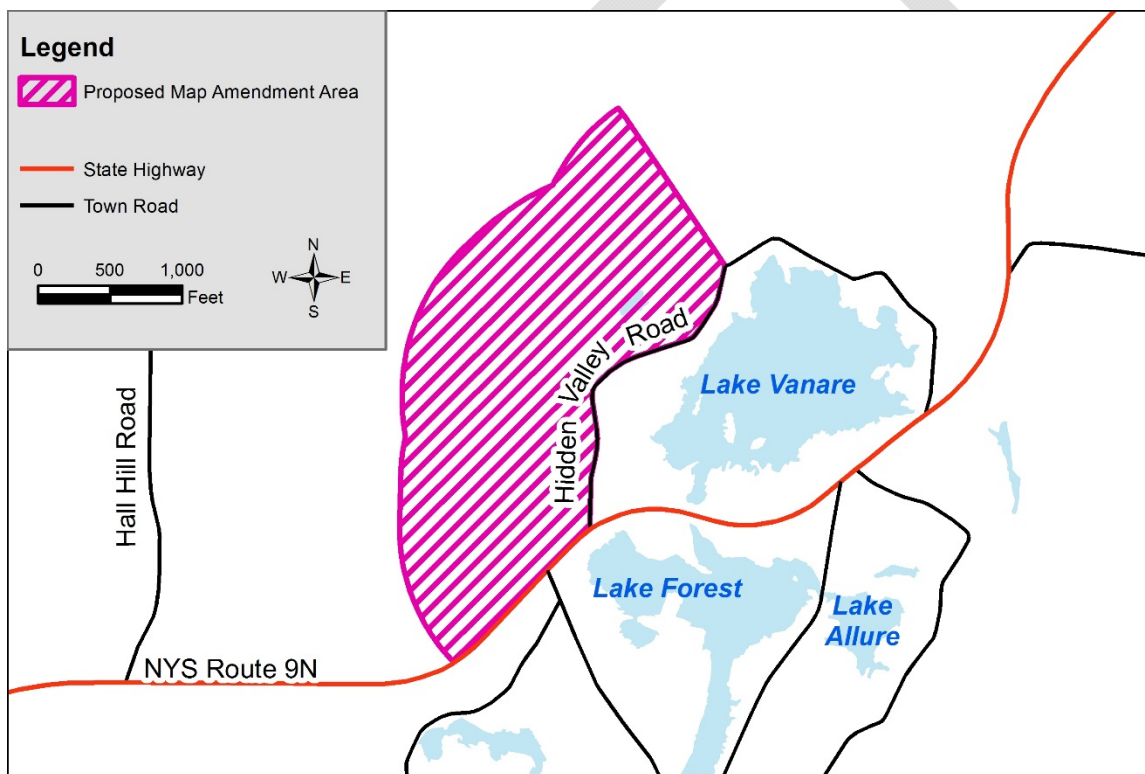 Legend
Proposed Map Amendment Area
State Highway
Town Road
0 500 1,000
Feet
N
W E
S
Hidden Valley Road
Lake Vanare
Hall Hill Road
Lake Forest
Lake
Allure
NYS Route 9N